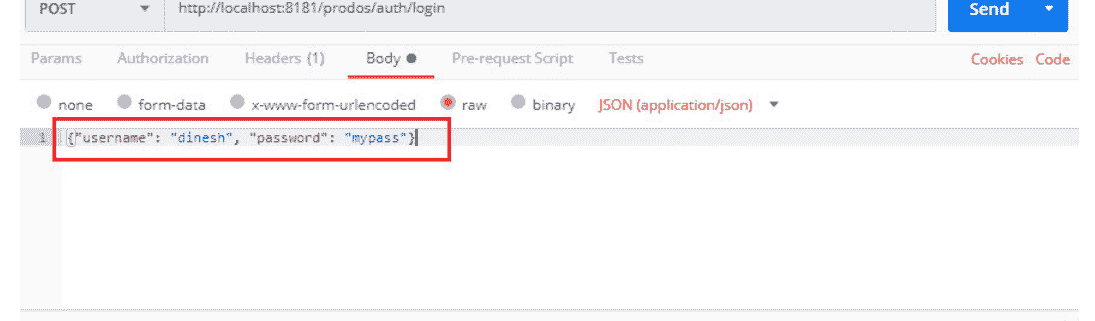 POST http://localhost:8181/prodos/auth/login Send
Params Authorization Headers (1) Body Pre-request Script Tests Cookies Code
none form-data x-www-form-urlencoded raw binary JSON (application/json)
1 {"username": "dinesh", "password": "mypass"}